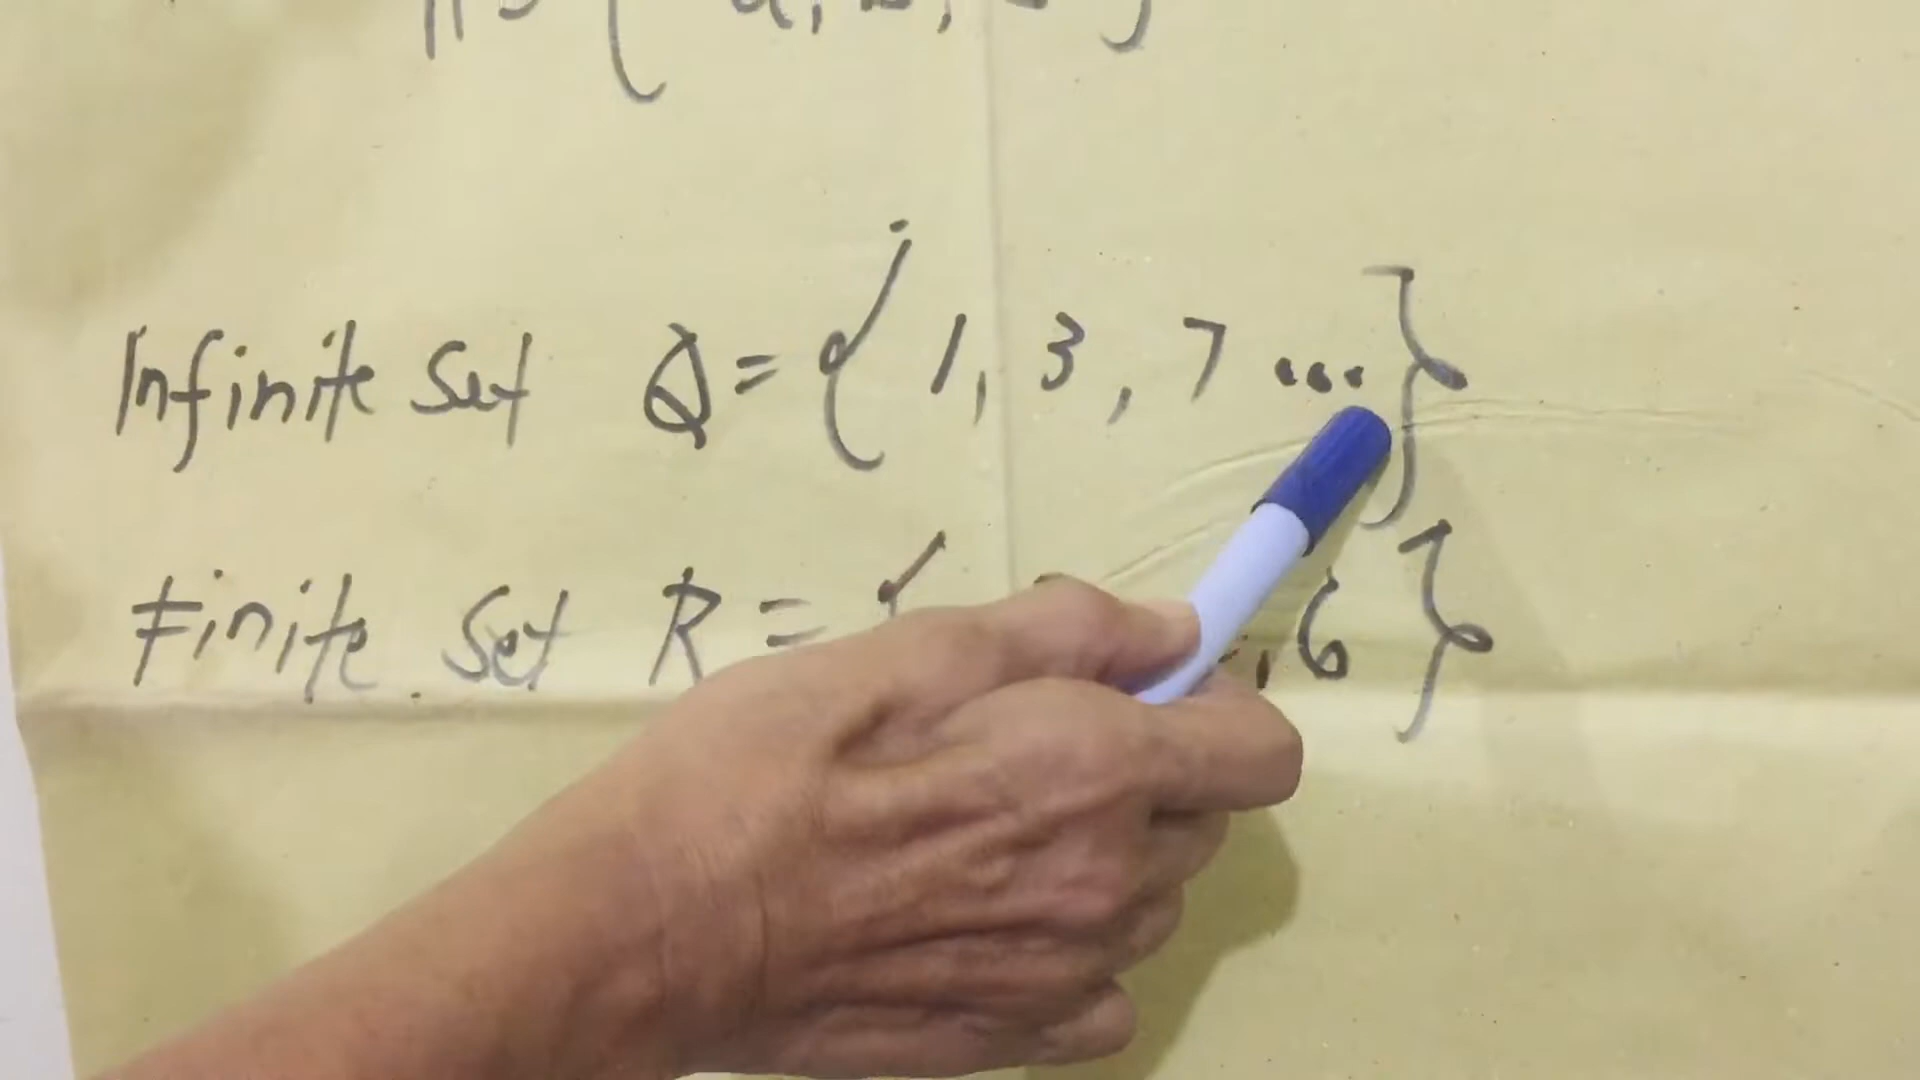 Infinite Set Q = { 1, 3, 7 ... }
Finite Set R = { , 6 }